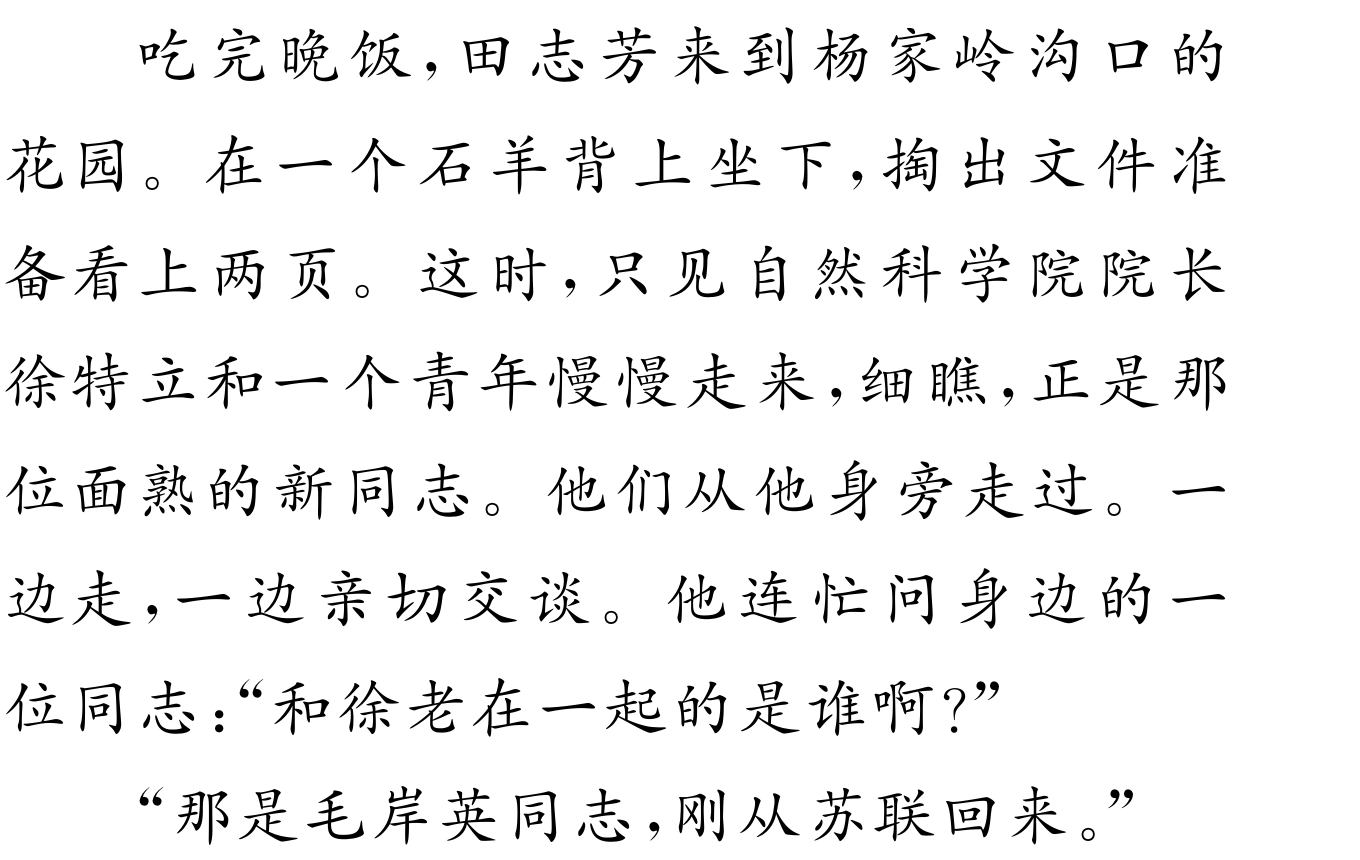 吃完晚饭,田志芳来到杨家岭沟口的
花园。在一个石羊背上坐下,掏出文件准
备看上两页。这时,只见自然科学院院长
徐特立和一个青年慢慢走来,细瞧,正是那
位面熟的新同志。他们从他身旁走过。一
边走,一边亲切交谈。他连忙问身边的一
位同志:“和徐老在一起的是谁啊?”
“那是毛岸英同志,刚从苏联回来。”